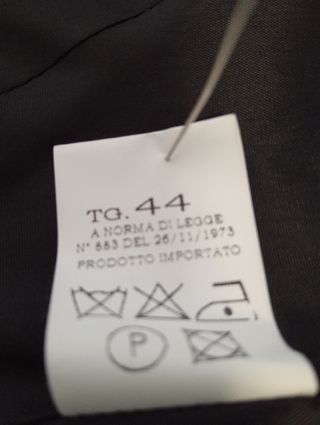 TG. 44
A NORMA DI LEGGE
N° 883 DEL 26/11/1973
PRODOTTO IMPORTATO
P